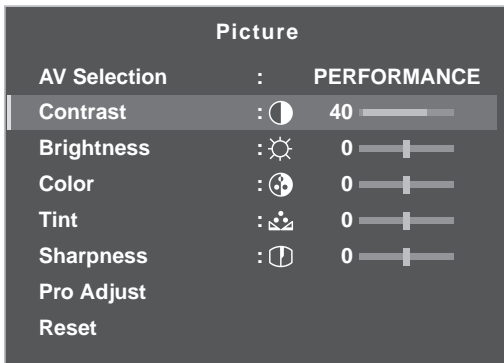 Picture
AV Selection : PERFORMANCE
Contrast : 40
Brightness : 0
Color : 0
Tint : 0
Sharpness : 0
Pro Adjust
Reset